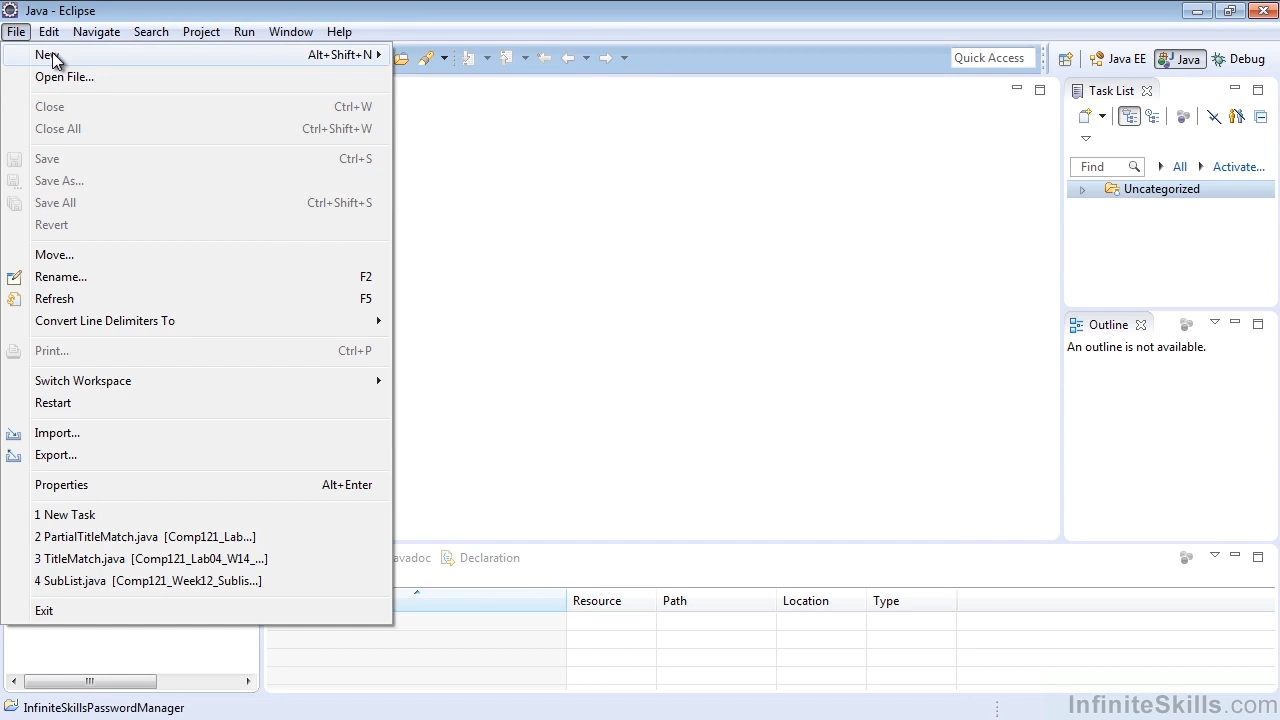 Java - Eclipse
File Edit Navigate Search Project Run Window Help
New Alt+Shift+N
Open File...
Close Ctrl+W
Close All Ctrl+Shift+W
Save Ctrl+S
Save As...
Save All Ctrl+Shift+S
Revert
Move...
Rename... F2
Refresh F5
Convert Line Delimiters To
Print... Ctrl+P
Switch Workspace
Restart
Import...
Export...
Properties Alt+Enter
1 New Task
2 PartialTitleMatch.java [Comp121_Lab...]
3 TitleMatch.java [Comp121_Lab04_W14_...]
4 SubList.java [Comp121_Week12_Sublis...]
Exit
Quick Access
Java EE Java Debug
Task List
Find All Activate...
Uncategorized
Outline
An outline is not available.
avadoc Declaration
Resource Path Location Type
InfiniteSkillsPasswordManager
InfiniteSkills.com